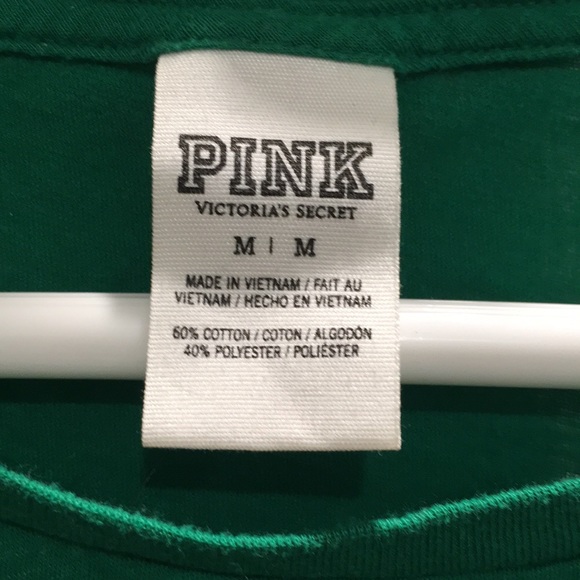 PINK
VICTORIA'S SECRET
M | M
MADE IN VIETNAM / FAIT AU
VIETNAM / HECHO EN VIETNAM
60% COTTON / COTON / ALGODÓN
40% POLYESTER / POLIÉSTER